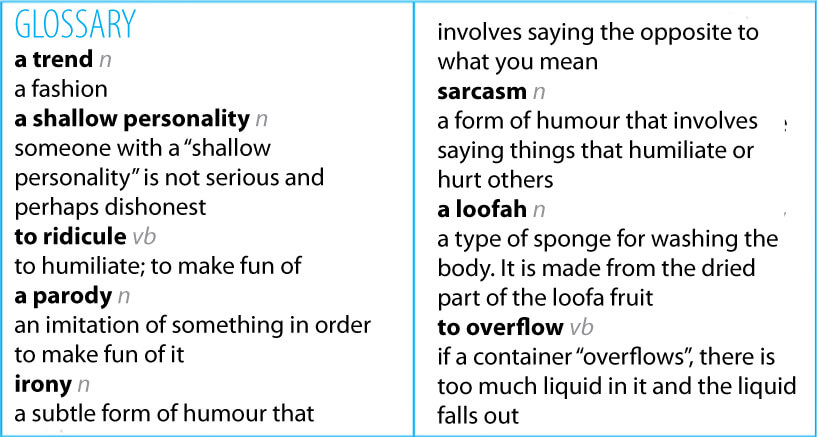 GLOSSARY
a trend n
a fashion
a shallow personality n
someone with a “shallow
personality” is not serious and
perhaps dishonest
to ridicule vb
to humiliate; to make fun of
a parody n
an imitation of something in order
to make fun of it
irony n
a subtle form of humour that
involves saying the opposite to
what you mean
sarcasm n
a form of humour that involves
saying things that humiliate or
hurt others
a loofah n
a type of sponge for washing the
body. It is made from the dried
part of the loofa fruit
to overflow vb
if a container “overflows”, there is
too much liquid in it and the liquid
falls out